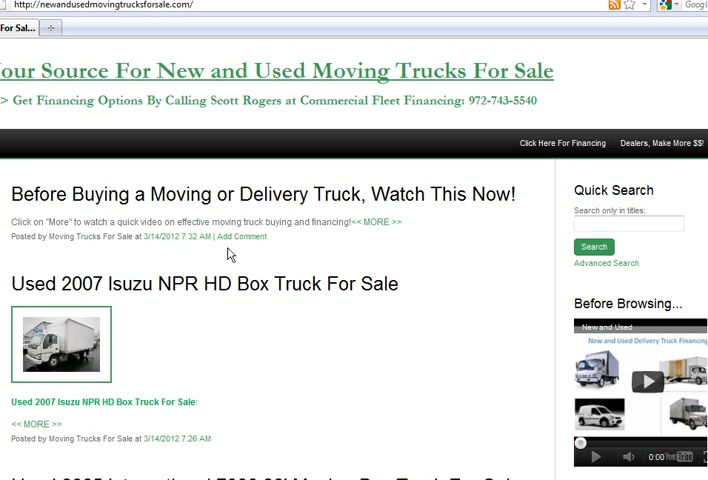 http://newandusedmovingtrucksforsale.com/
Googl
For Sal...
our Source For New and Used Moving Trucks For Sale
> Get Financing Options By Calling Scott Rogers at Commercial Fleet Financing: 972-743-5540
Click Here For Financing
Dealers, Make More $$!
Before Buying a Moving or Delivery Truck, Watch This Now!
Click on "More" to watch a quick video on effective moving truck buying and financing!<< MORE >>
Posted by Moving Trucks For Sale at 3/14/2012 7:32 AM | Add Comment
Used 2007 Isuzu NPR HD Box Truck For Sale
Used 2007 Isuzu NPR HD Box Truck For Sale:
<< MORE >>
Posted by Moving Trucks For Sale at 3/14/2012 7:26 AM
Quick Search
Search only in titles:
Search
Advanced Search
Before Browsing...
New and Used
New and Used Delivery Truck Financing
0:00